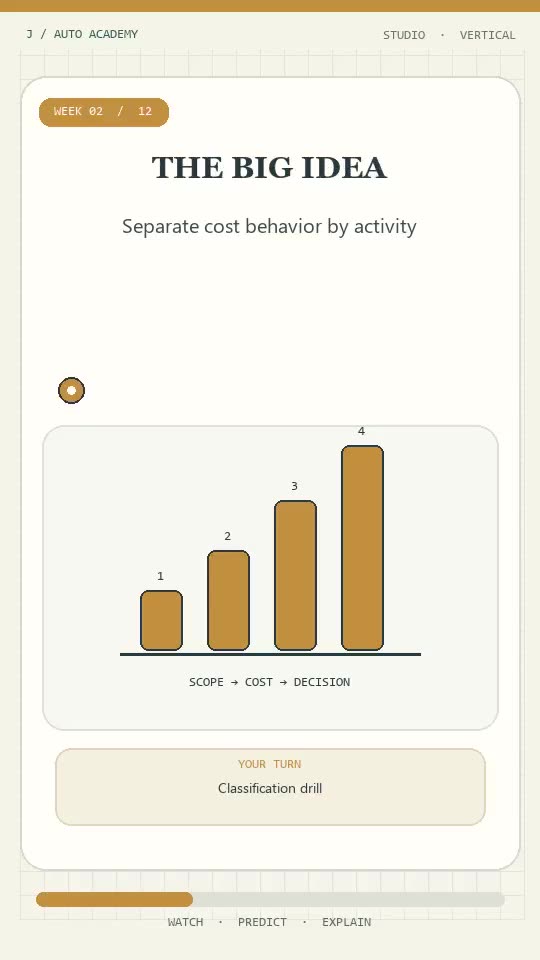 J / AUTO ACADEMY
STUDIO · VERTICAL
WEEK 02 / 12
THE BIG IDEA
Separate cost behavior by activity
4
3
2
1
SCOPE → COST → DECISION
YOUR TURN
Classification drill
WATCH · PREDICT · EXPLAIN